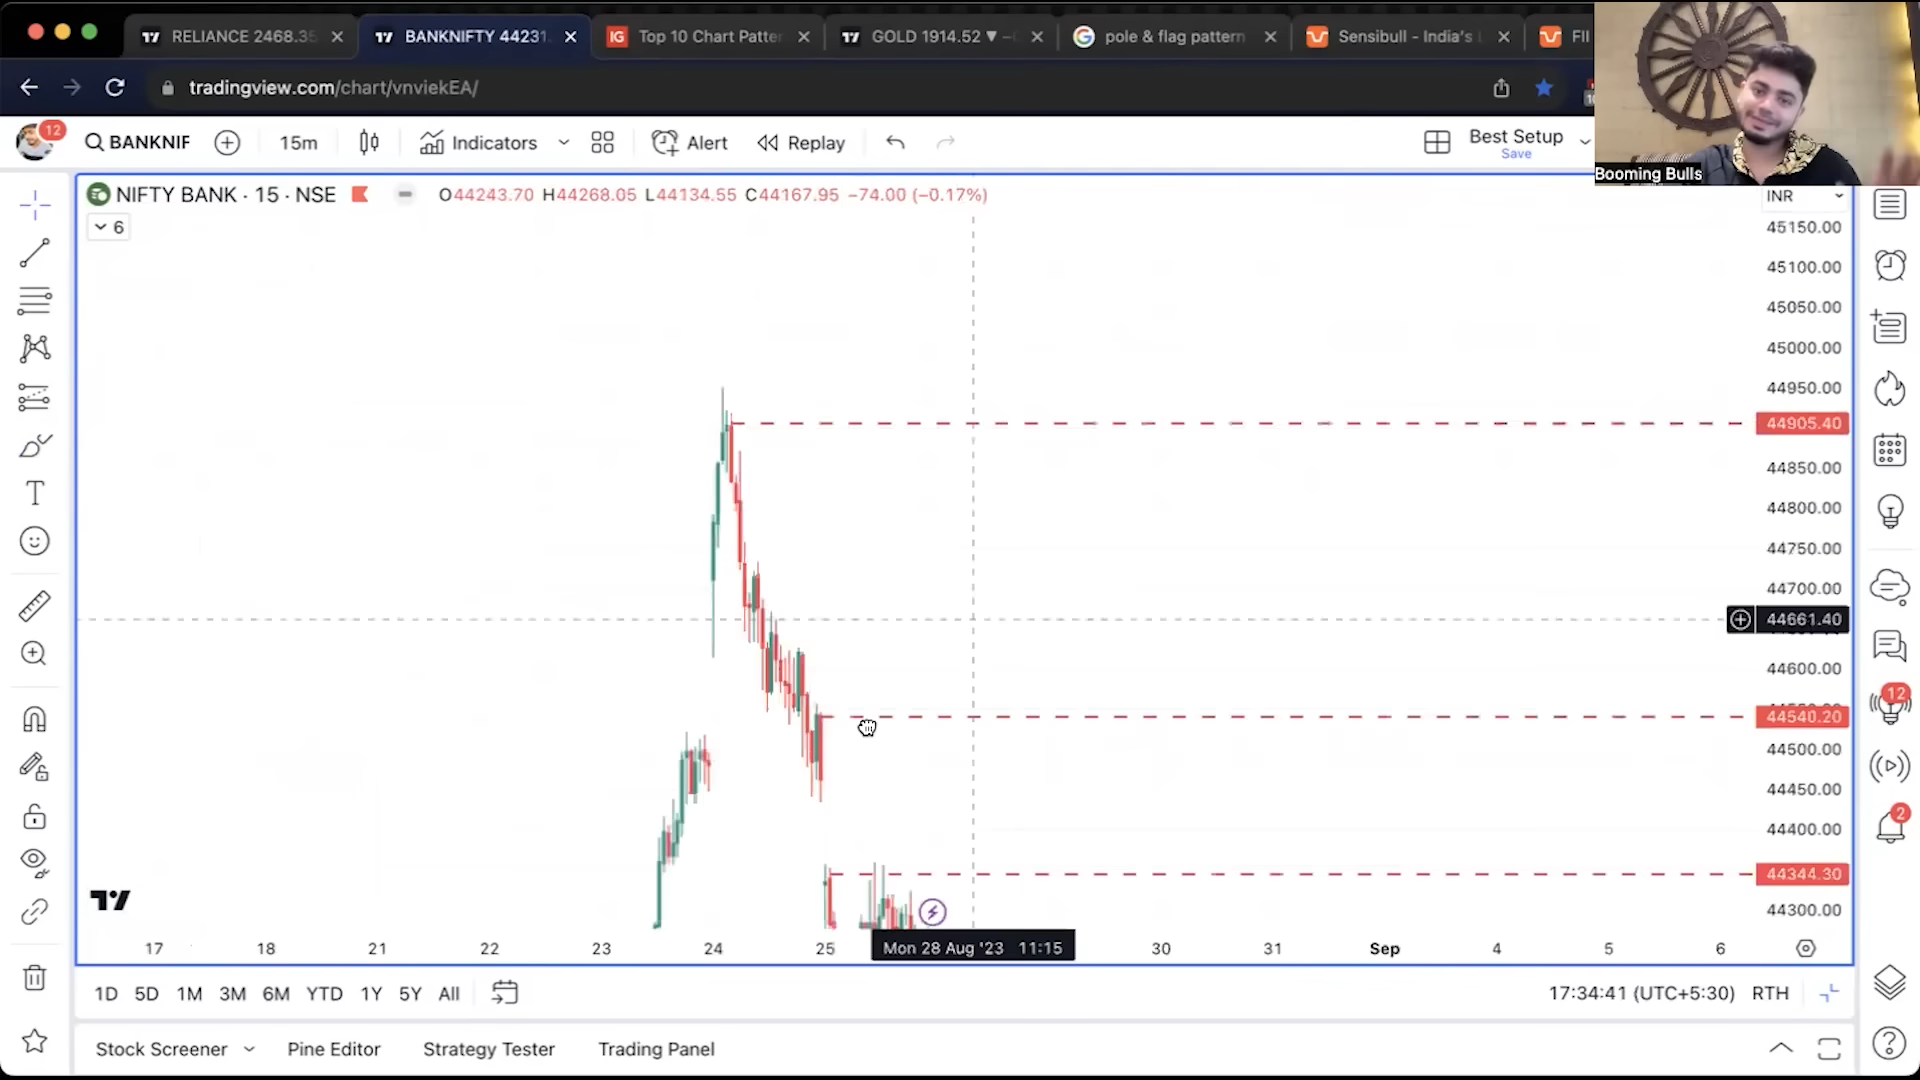 RELIANCE 2468.35
BANKNIFTY 44231.
IG Top 10 Chart Patte
GOLD 1914.52 ▼ −
pole & flag pattern
Sensibull - India's
FII
tradingview.com/chart/vnviekEA/
12
BANKNIF
15m
Indicators
Alert
Replay
Best Setup
Save
Booming Bulls
NIFTY BANK · 15 · NSE
O44243.70 H44268.05 L44134.55 C44167.95 −74.00 (−0.17%)
6
INR
45150.00
45100.00
45050.00
45000.00
44950.00
44905.40
44850.00
44800.00
44750.00
44700.00
44661.40
44600.00
12
44540.20
44500.00
44450.00
44400.00
2
44344.30
44300.00
17 18 21 22 23 24 25 Mon 28 Aug '23 11:15 30 31 Sep 4 5 6
1D 5D 1M 3M 6M YTD 1Y 5Y All
17:34:41 (UTC+5:30) RTH
Stock Screener
Pine Editor
Strategy Tester
Trading Panel